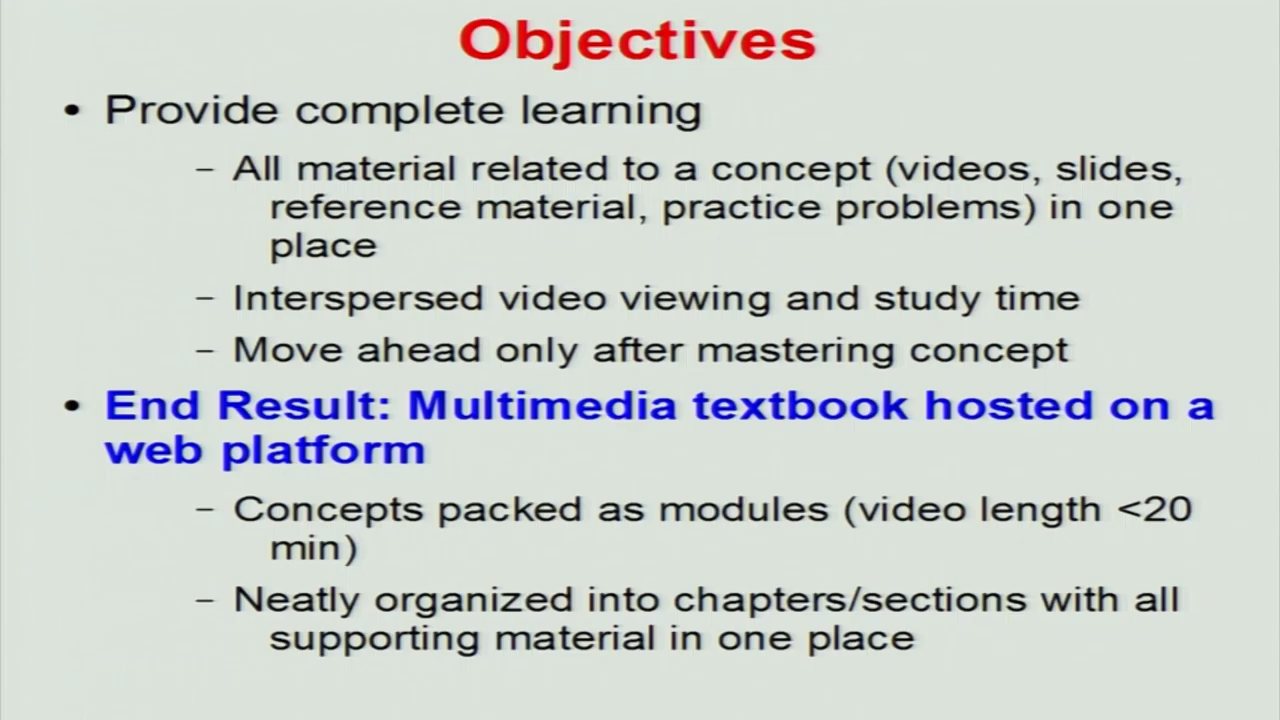 Objectives
• Provide complete learning
– All material related to a concept (videos, slides,
reference material, practice problems) in one
place
– Interspersed video viewing and study time
– Move ahead only after mastering concept
• End Result: Multimedia textbook hosted on a
web platform
– Concepts packed as modules (video length <20
min)
– Neatly organized into chapters/sections with all
supporting material in one place